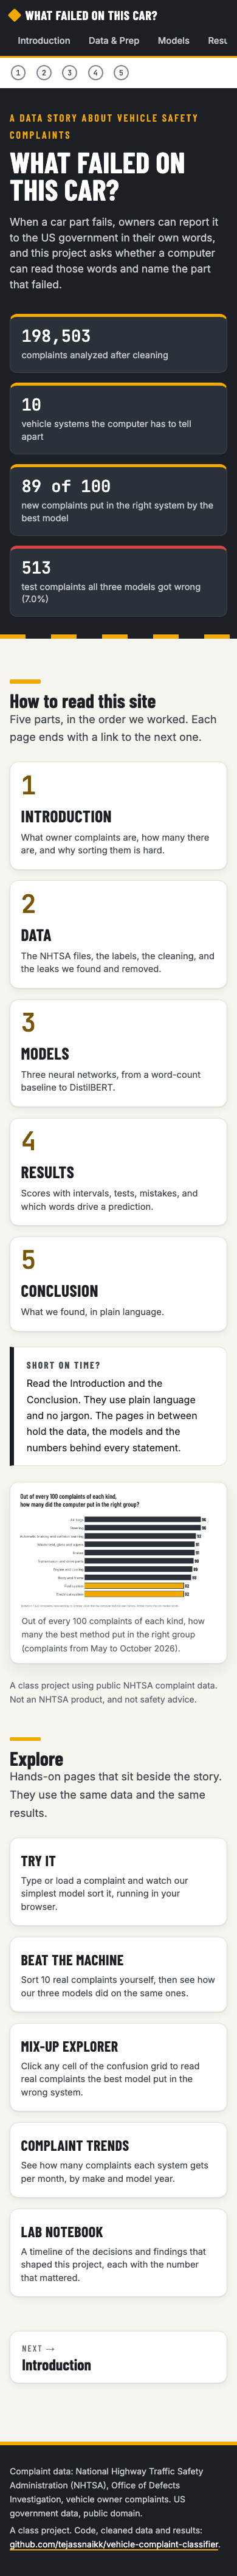 WHAT FAILED ON THIS CAR?
Introduction Data & Prep Models Resu
1 2 3 4 5
A DATA STORY ABOUT VEHICLE SAFETY
COMPLAINTS
WHAT FAILED ON
THIS CAR?
When a car part fails, owners can report it
to the US government in their own words,
and this project asks whether a computer
can read those words and name the part
that failed.
198,503
complaints analyzed after cleaning
10
vehicle systems the computer has to tell
apart
89 of 100
new complaints put in the right system by the
best model
513
test complaints all three models got wrong
(7.0%)
How to read this site
Five parts, in the order we worked. Each
page ends with a link to the next one.
1
INTRODUCTION
What owner complaints are, how many there
are, and why sorting them is hard.
2
DATA
The NHTSA files, the labels, the cleaning, and
the leaks we found and removed.
3
MODELS
Three neural networks, from a word-count
baseline to DistilBERT.
4
RESULTS
Scores with intervals, tests, mistakes, and
which words drive a prediction.
5
CONCLUSION
What we found, in plain language.
SHORT ON TIME?
Read the Introduction and the
Conclusion. They use plain language
and no jargon. The pages in between
hold the data, the models and the
numbers behind every statement.
Out of every 100 complaints of each kind,
how many did the computer put in the right group?
Out of every 100 complaints of each kind, how
many the best method put in the right group
(complaints from May to October 2026).
A class project using public NHTSA complaint data.
Not an NHTSA product, and not safety advice.
Explore
Hands-on pages that sit beside the story.
They use the same data and the same
results.
TRY IT
Type or load a complaint and watch our
simplest model sort it, running in your
browser.
BEAT THE MACHINE
Sort 10 real complaints yourself, then see how
our three models did on the same ones.
MIX-UP EXPLORER
Click any cell of the confusion grid to read
real complaints the best model put in the
wrong system.
COMPLAINT TRENDS
See how many complaints each system gets
per month, by make and model year.
LAB NOTEBOOK
A timeline of the decisions and findings that
shaped this project, each with the number
that mattered.
NEXT →
Introduction
Complaint data: National Highway Traffic Safety
Administration (NHTSA), Office of Defects
Investigation, vehicle owner complaints. US
government data, public domain.
A class project. Code, cleaned data and results:
github.com/tejassnaikk/vehicle-complaint-classifier.